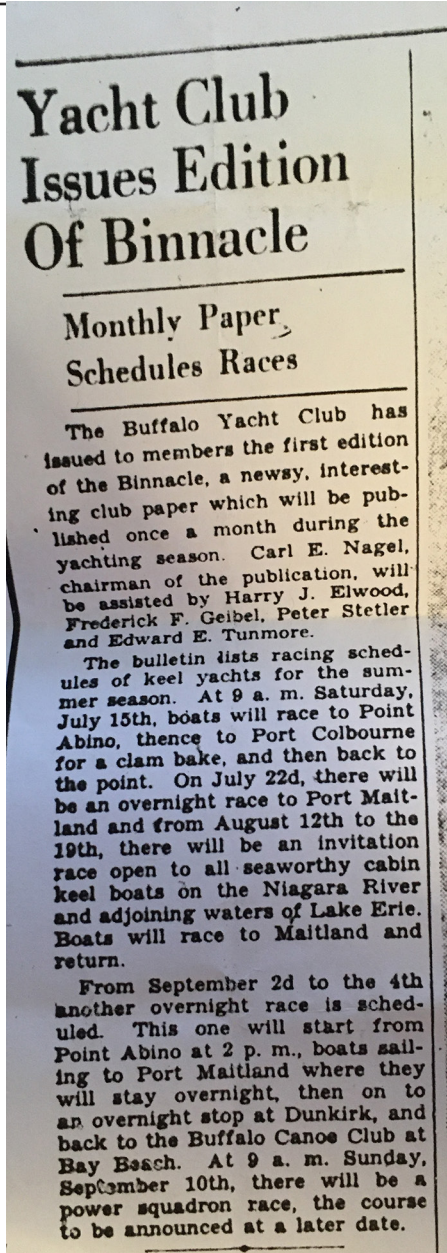 Yacht Club
Issues Edition
Of Binnacle
Monthly Paper
Schedules Races
The Buffalo Yacht Club has
issued to members the first edition
of the Binnacle, a newsy, interest-
ing club paper which will be pub-
lished once a month during the
yachting season. Carl E. Nagel,
chairman of the publication, will
be assisted by Harry J. Elwood,
Frederick F. Geibel, Peter Stetler
and Edward E. Tunmore.
The bulletin lists racing sched-
ules of keel yachts for the sum-
mer season. At 9 a. m. Saturday,
July 15th, boats will race to Point
Abino, thence to Port Colbourne
for a clam bake, and then back to
the point. On July 22d, there will
be an overnight race to Port Mait-
land and from August 12th to the
19th, there will be an invitation
race open to all seaworthy cabin
keel boats on the Niagara River
and adjoining waters of Lake Erie.
Boats will race to Maitland and
return.
From September 2d to the 4th
another overnight race is sched-
uled. This one will start from
Point Abino at 2 p. m., boats sail-
ing to Port Maitland where they
will stay overnight, then on to
an overnight stop at Dunkirk, and
back to the Buffalo Canoe Club at
Bay Beach. At 9 a. m. Sunday,
September 10th, there will be a
power squadron race, the course
to be announced at a later date.